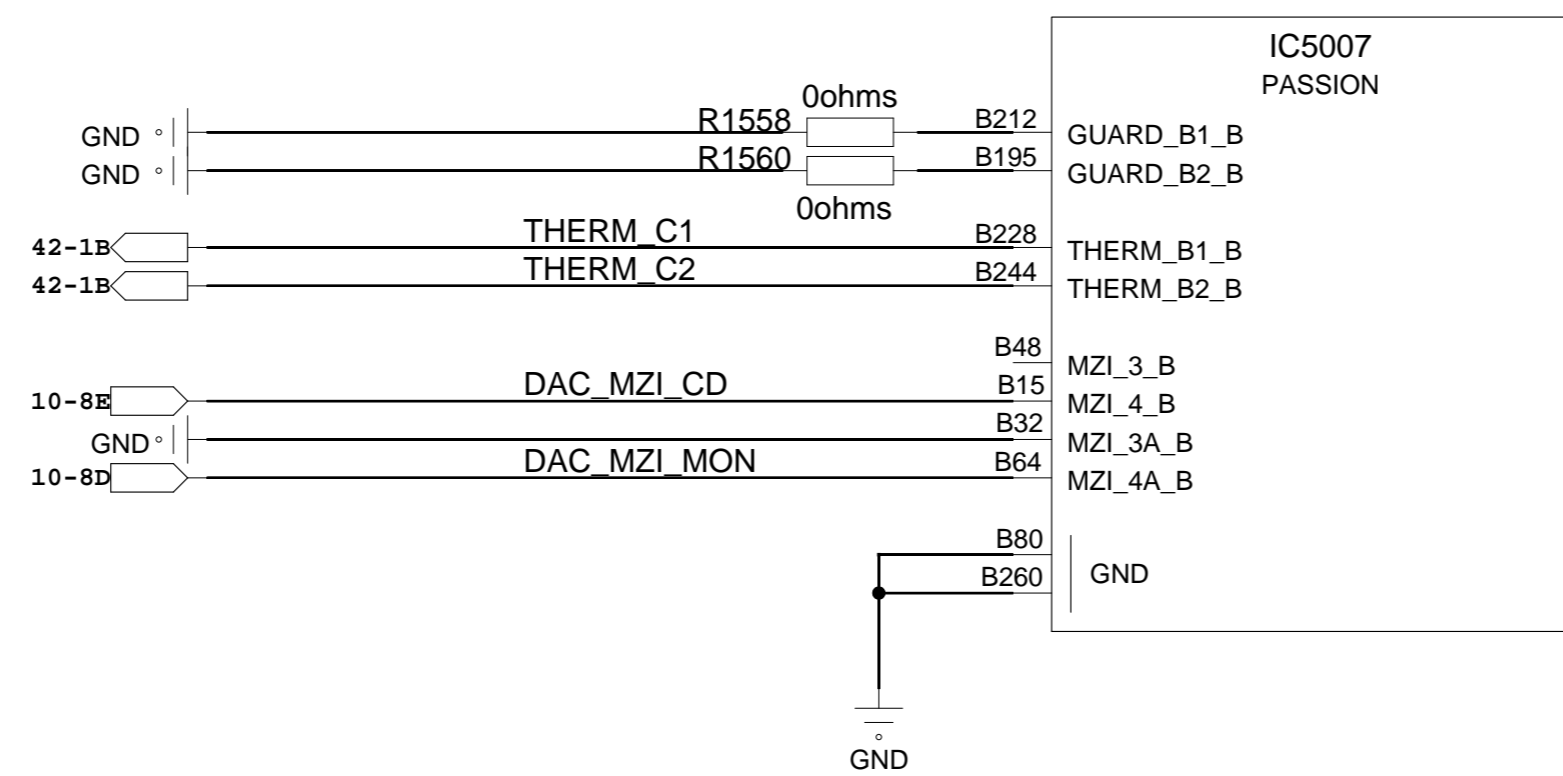 IC5007
PASSION
0ohms
GND R1558 B212 GUARD_B1_B
GND R1560 B195 GUARD_B2_B
0ohms
42-1B THERM_C1 B228 THERM_B1_B
42-1B THERM_C2 B244 THERM_B2_B
B48 MZI_3_B
10-8E DAC_MZI_CD B15 MZI_4_B
GND B32 MZI_3A_B
10-8D DAC_MZI_MON B64 MZI_4A_B
B80
B260 GND
GND